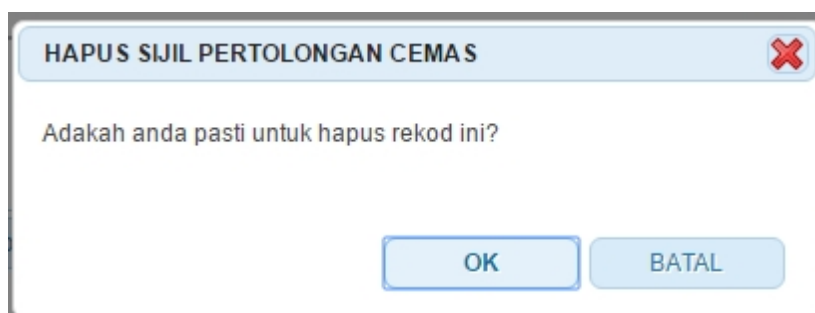 HAPUS SIJIL PERTOLONGAN CEMAS
Adakah anda pasti untuk hapus rekod ini?
OK
BATAL